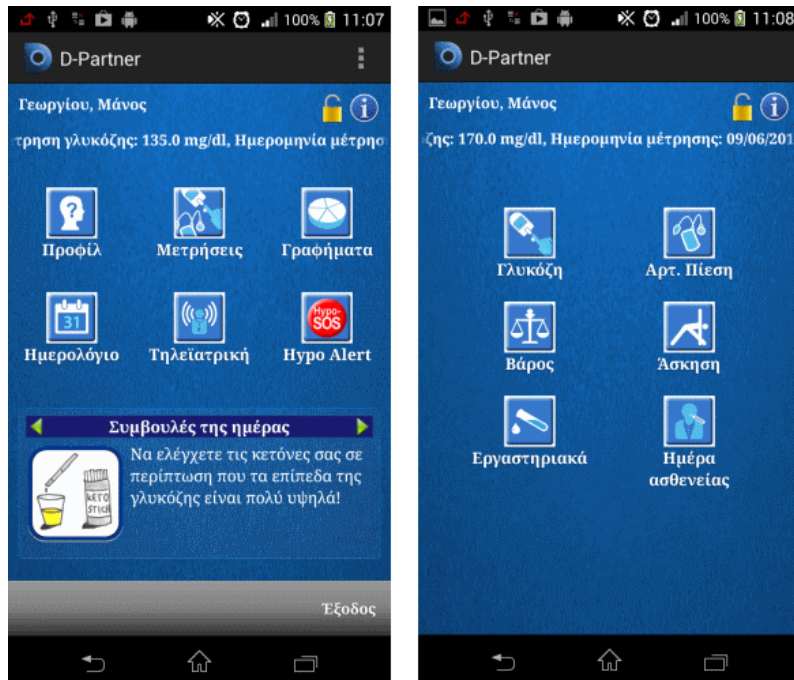 100% 11:07
D-Partner
Γεωργίου, Μάνος
τρηση γλυκόζης: 135.0 mg/dl, Ημερομηνία μέτρησ
Προφίλ Μετρήσεις Γραφήματα
31
Hypo-
SOS
Ημερολόγιο Τηλεϊατρική Hypo Alert
Συμβουλές της ημέρας
Να ελέγχετε τις κετόνες σας σε
περίπτωση που τα επίπεδα της
γλυκόζης είναι πολύ υψηλά!
KETO
STICK
Έξοδος
100% 11:08
D-Partner
Γεωργίου, Μάνος
ζης: 170.0 mg/dl, Ημερομηνία μέτρησης: 09/06/201
Γλυκόζη Αρτ. Πίεση
Βάρος Άσκηση
Εργαστηριακά Ημέρα
ασθενείας